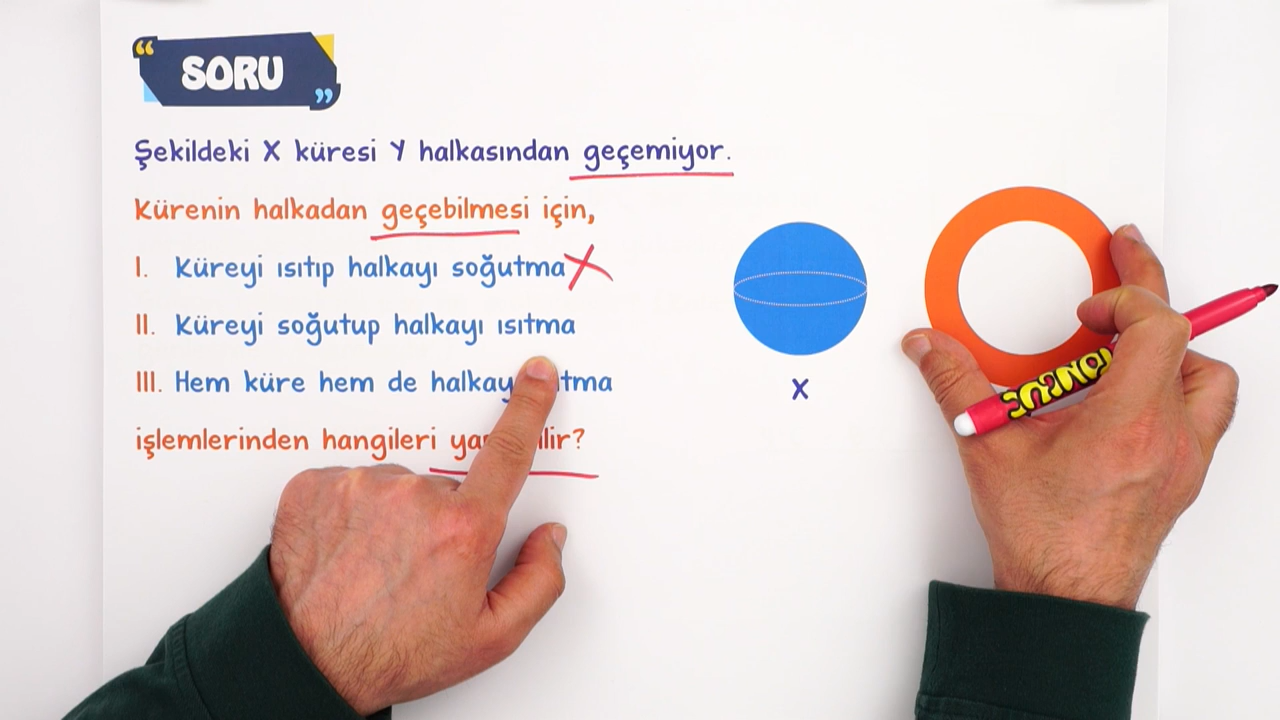 “ SORU ”
Şekildeki X küresi Y halkasından geçemiyor.
Kürenin halkadan geçebilmesi için,
I. Küreyi ısıtıp halkayı soğutma X
II. Küreyi soğutup halkayı ısıtma
III. Hem küre hem de
işlemlerinden hangileri
X